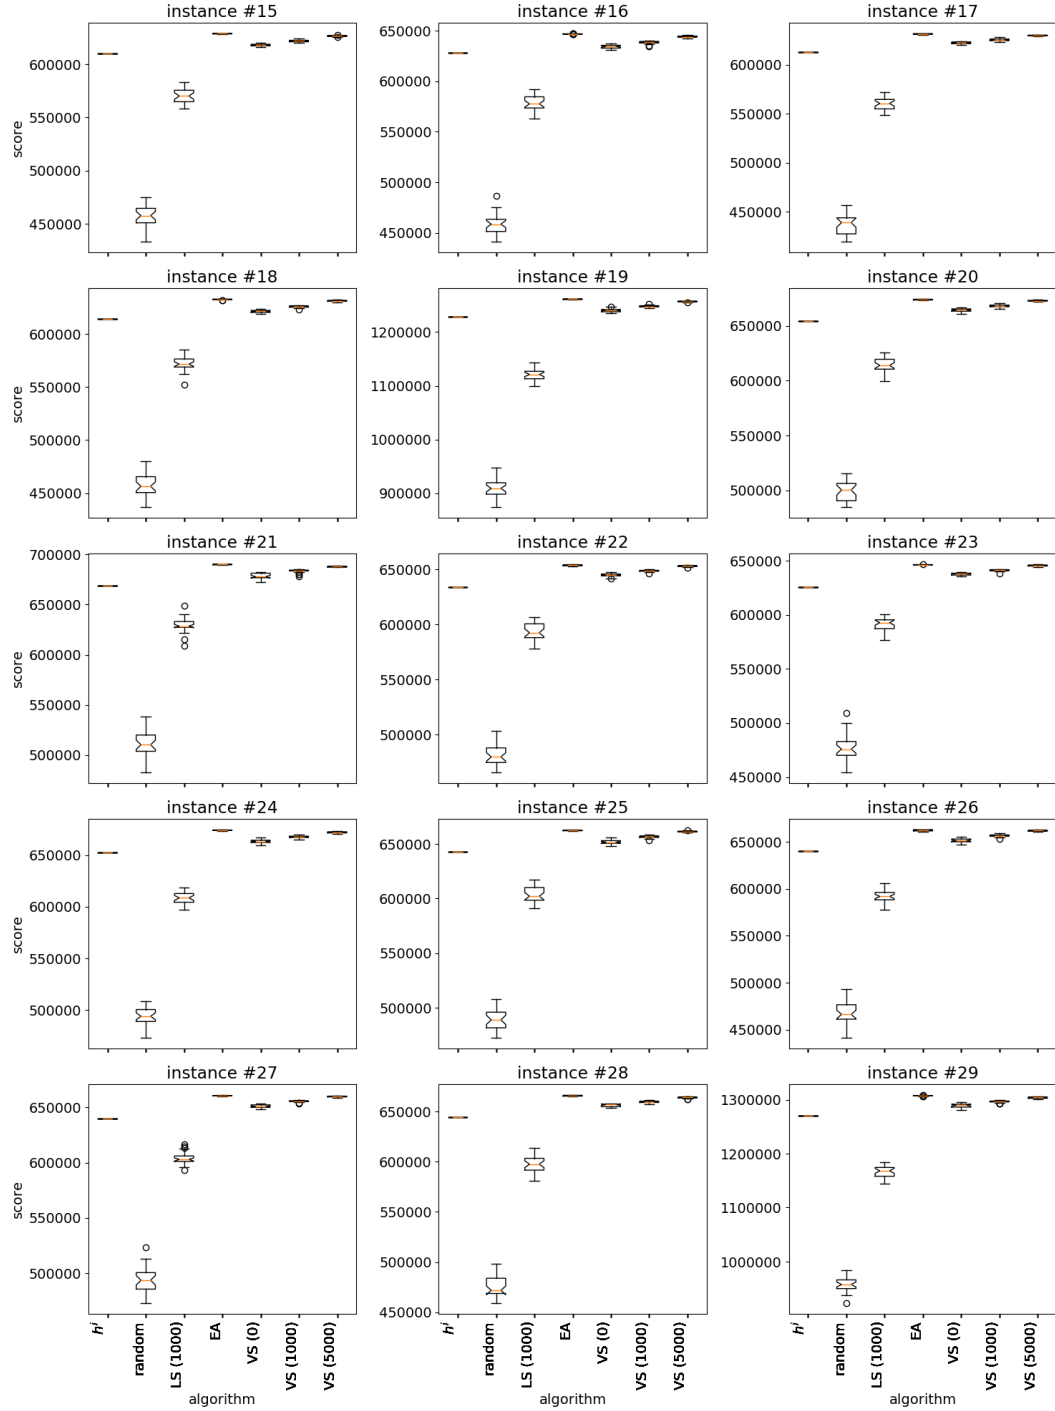 instance #15
instance #16
instance #17
score
600000
550000
500000
450000
650000
600000
550000
500000
450000
600000
550000
500000
450000
instance #18
instance #19
instance #20
score
600000
550000
500000
450000
1200000
1100000
1000000
900000
650000
600000
550000
500000
instance #21
instance #22
instance #23
score
700000
650000
600000
550000
500000
650000
600000
550000
500000
650000
600000
550000
500000
450000
instance #24
instance #25
instance #26
score
650000
600000
550000
500000
650000
600000
550000
500000
650000
600000
550000
500000
450000
instance #27
instance #28
instance #29
score
650000
600000
550000
500000
650000
600000
550000
500000
450000
1300000
1200000
1100000
1000000
hⁱ
random
LS (1000)
EA
VS (0)
VS (1000)
VS (5000)
hⁱ
random
LS (1000)
EA
VS (0)
VS (1000)
VS (5000)
hⁱ
random
LS (1000)
EA
VS (0)
VS (1000)
VS (5000)
algorithm
algorithm
algorithm